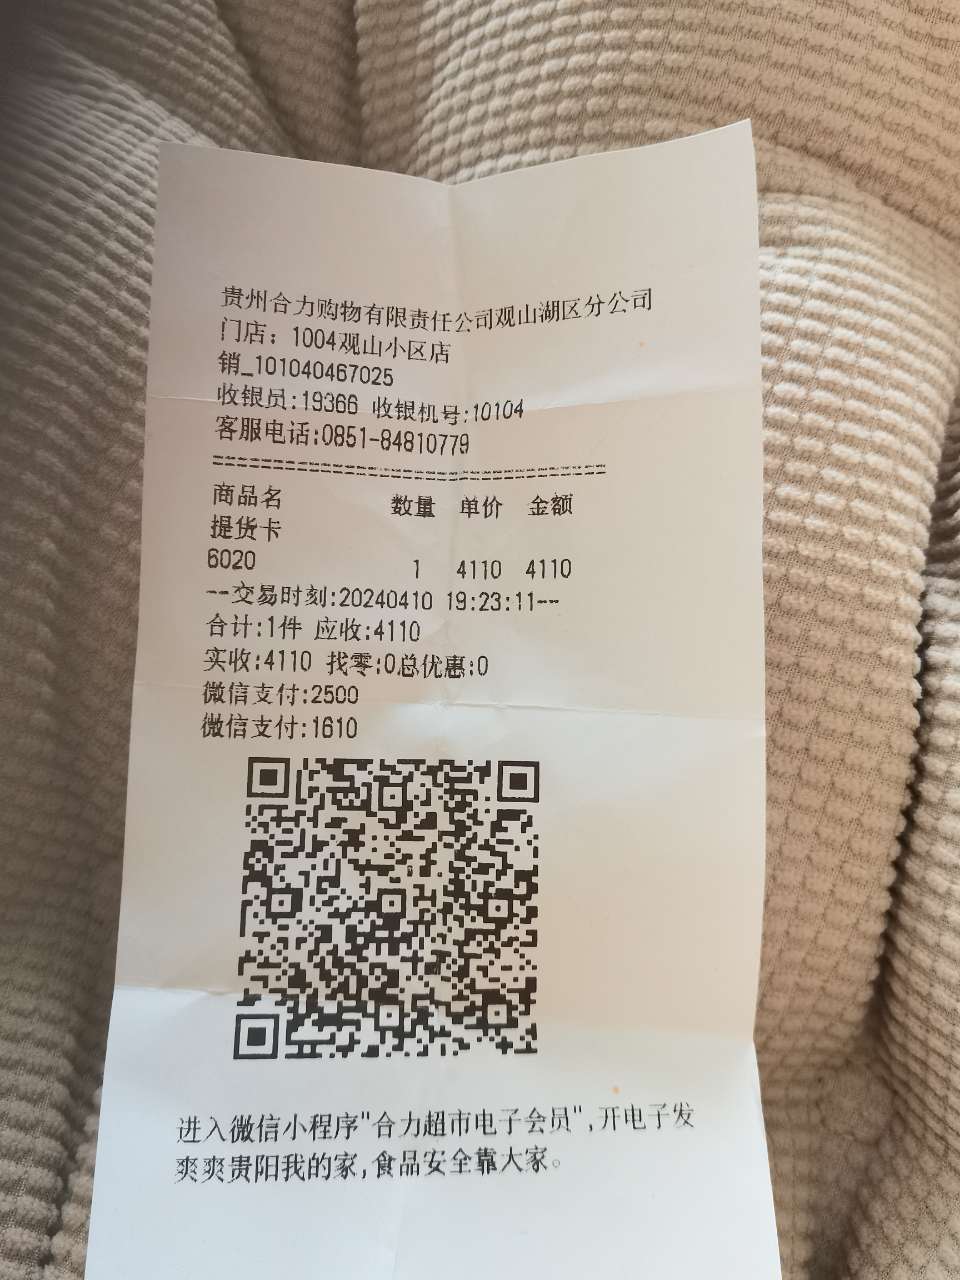 贵州合力购物有限责任公司观山湖区分公司
门店：1004观山小区店
销_101040467025
收银员:19366 收银机号:10104
客服电话:0851-84810779
==========================================
商品名 数量 单价 金额
提货卡
6020 1 4110 4110
--交易时刻:20240410 19:23:11--
合计:1件 应收:4110
实收:4110 找零:0总优惠:0
微信支付:2500
微信支付:1610
进入微信小程序"合力超市电子会员",开电子发
爽爽贵阳我的家,食品安全靠大家。